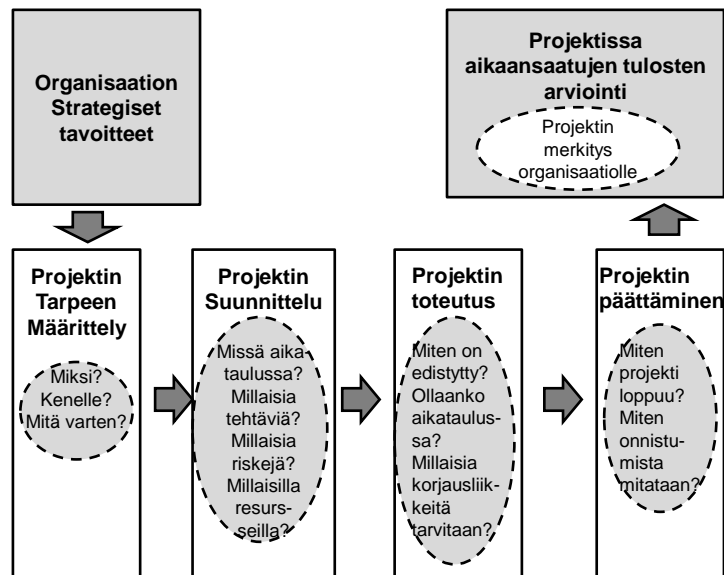 Organisaation
Strategiset
tavoitteet
Projektissa
aikaansaatujen tulosten
arviointi
Projektin
merkitys
organisaatiolle
Projektin
Tarpeen
Määrittely
Miksi?
Kenelle?
Mitä varten?
Projektin
Suunnittelu
Missä aika-
taulussa?
Millaisia
tehtäviä?
Millaisia
riskejä?
Millaisilla
resurs-
seilla?
Projektin
toteutus
Miten on
edistytty?
Ollaanko
aikataulus-
sa?
Millaisia
korjausliik-
keitä
tarvitaan?
Projektin
päättäminen
Miten
projekti
loppuu?
Miten
onnistu-
mista
mitataan?